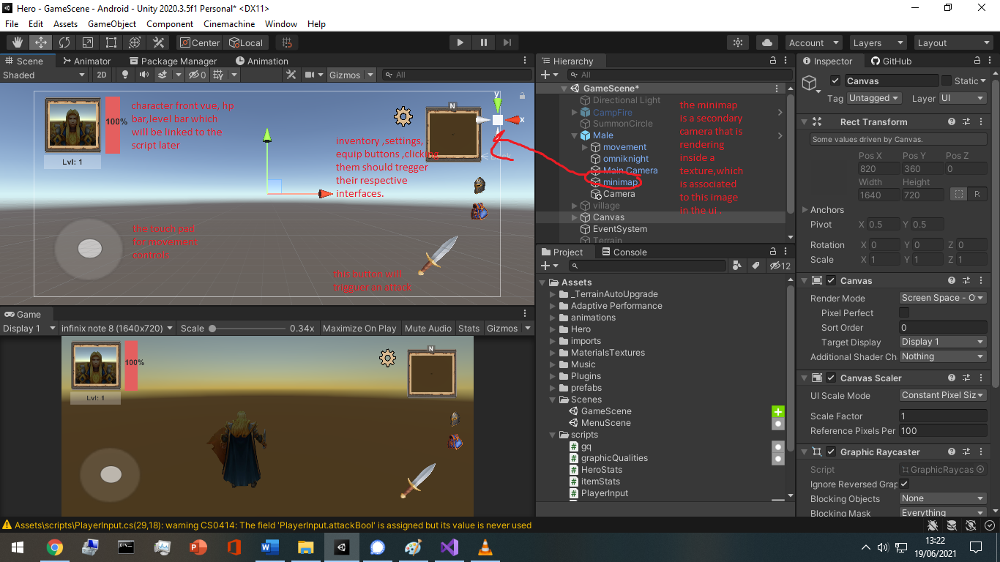 Hero - GameScene - Android - Unity 2020.3.5f1 Personal* <DX11>
File Edit Assets GameObject Component Cinemachine Window Help
Center Local Account Layers Layout
Scene Animator Package Manager Animation
Shaded 2D 0 Gizmos All
character front vue, hp
bar,level bar which
will be linked to the
script later
100%
Lvl: 1
inventory ,settings,
equip buttons ,clicking
them should tregger
their respective
interfaces.
N
y
x
the touch pad
for movement
controls
this button will
trigguer an attack
Game
Display 1 infinix note 8 (1640x720) Scale 0.34x Maximize On Play Mute Audio Stats Gizmos
100%
Lvl: 1
N
Hierarchy
All
GameScene*
Directional Light
CampFire
SummonCircle
Male
movement
omniknight
Main Camera
minimap
Camera
village
Canvas
EventSystem
Terrain
the minimap
is a secondary
camera that is
rendering
inside a
texture,which
is associated
to this image
in the ui .
Project Console
12
Assets
_TerrainAutoUpgrade
Adaptive Performance
animations
Hero
imports
MaterialsTextures
Music
Plugins
prefabs
Scenes
GameScene
MenuScene
scripts
gq
graphicQualities
HeroStats
itemStats
PlayerInput
Inspector GitHub
Canvas Static
Tag Untagged Layer UI
Rect Transform
Some values driven by Canvas.
Pos X Pos Y Pos Z
820 360 0
Width Height
1640 720 R
Anchors
Pivot X 0.5 Y 0.5
Rotation X 0 Y 0 Z 0
Scale X 1 Y 1 Z 1
Canvas
Render Mode Screen Space - O
Pixel Perfect
Sort Order 0
Target Display Display 1
Additional Shader Cha Nothing
Canvas Scaler
UI Scale Mode Constant Pixel Siz
Scale Factor 1
Reference Pixels Per 100
Graphic Raycaster
Script GraphicRaycas
Ignore Reversed Grap
Blocking Objects None
Blocking Mask Everything
Assets\scripts\PlayerInput.cs(29,18): warning CS0414: The field 'PlayerInput.attackBool' is assigned but its value is never used
13:22
19/06/2021